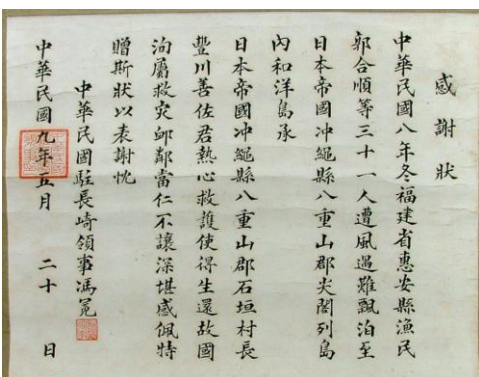 感謝狀
中華民國八年冬福建省惠安縣漁民
郭合順等三十一人遭風遇難飄泊至
日本帝國冲繩縣八重山郡尖閣列島
內和洋島承
日本帝國冲繩縣八重山郡石垣村長
豐川善佐君熱心救護使得生還故國
洵屬救災卹鄰當仁不讓深堪感佩特
贈斯狀以表謝忱
中華民國駐長崎領事馮冕
中華民國九年五月 二十 日